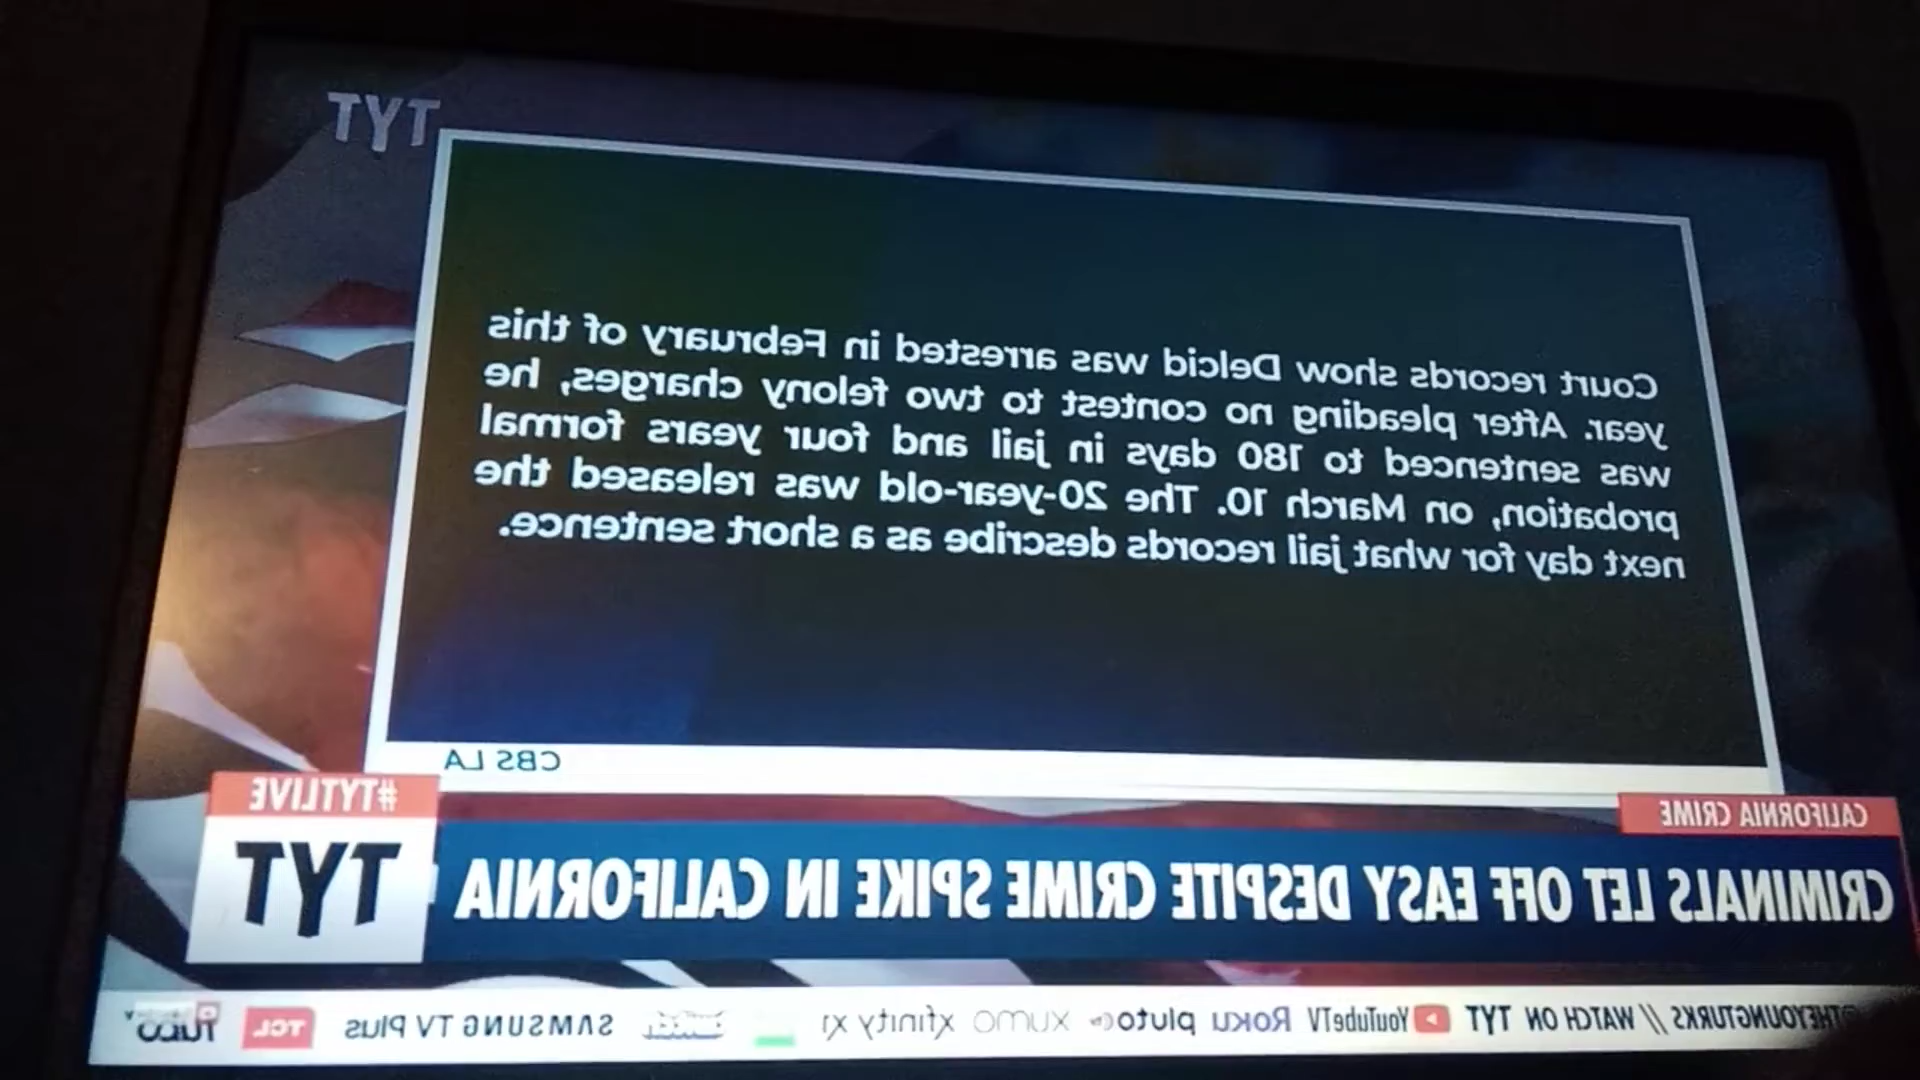 TYT
Court records show Delcid was arrested in February of this
year. After pleading no contest to two felony charges, he
was sentenced to 180 days in jail and four years formal
probation, on March 10. The 20-year-old was released the
next day for what jail records describe as a short sentence.
CBS LA
CALIFORNIA CRIME
#TYTLIVE
CRIMINALS LET OFF EASY DESPITE CRIME SPIKE IN CALIFORNIA
TYT
@THEYOUNGTURKS // WATCH ON TYT YouTubeTV Roku pluto tv xumo xfinity x1 SAMSUNG TV Plus TCL